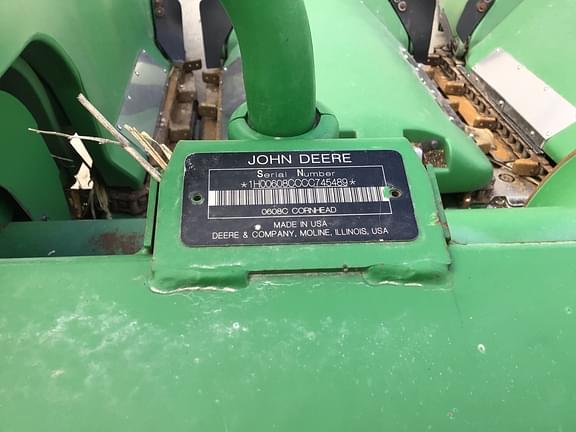 JOHN DEERE
Serial Number
*1H00608CCCC745489*
0608C CORNHEAD
MADE IN USA
DEERE & COMPANY, MOLINE, ILLINOIS, USA